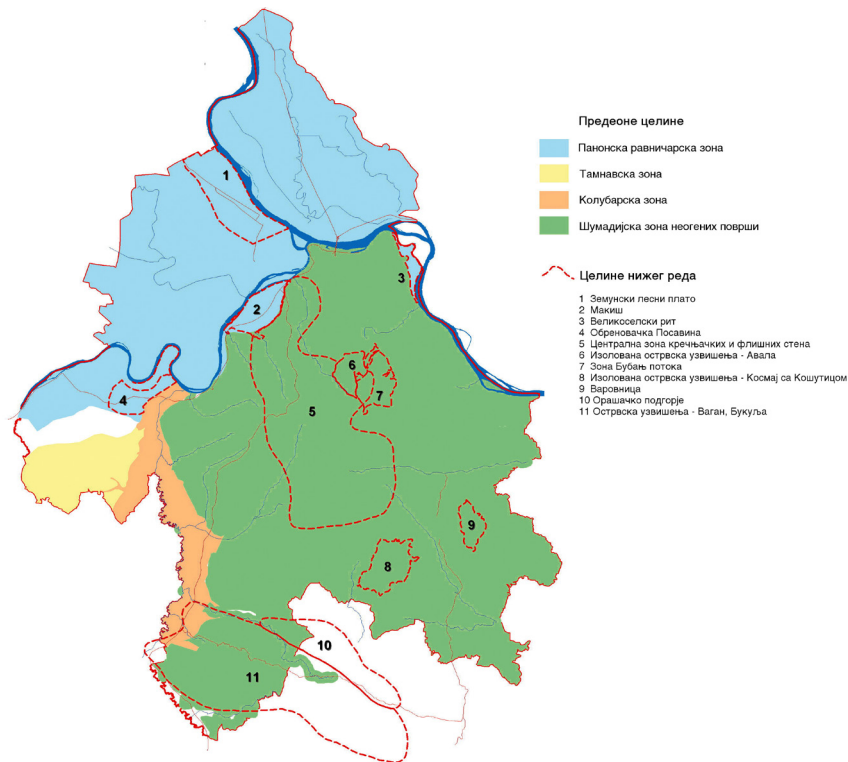 Предеоне целине
Панонска равничарска зона
Тамнавска зона
Колубарска зона
Шумадијска зона неогених површи
Целине нижег реда
1 Земунски лесни плато
2 Макиш
3 Великоселски рит
4 Обреновачка Посавина
5 Централна зона кречњачких и флишних стена
6 Изолована острвска узвишења - Авала
7 Зона Бубањ потока
8 Изолована острвска узвишења - Космај са Кошутицом
9 Варовница
10 Орашачко подгорје
11 Острвска узвишења - Ваган, Букуља
1
2
3
4
5
6
7
8
9
10
11